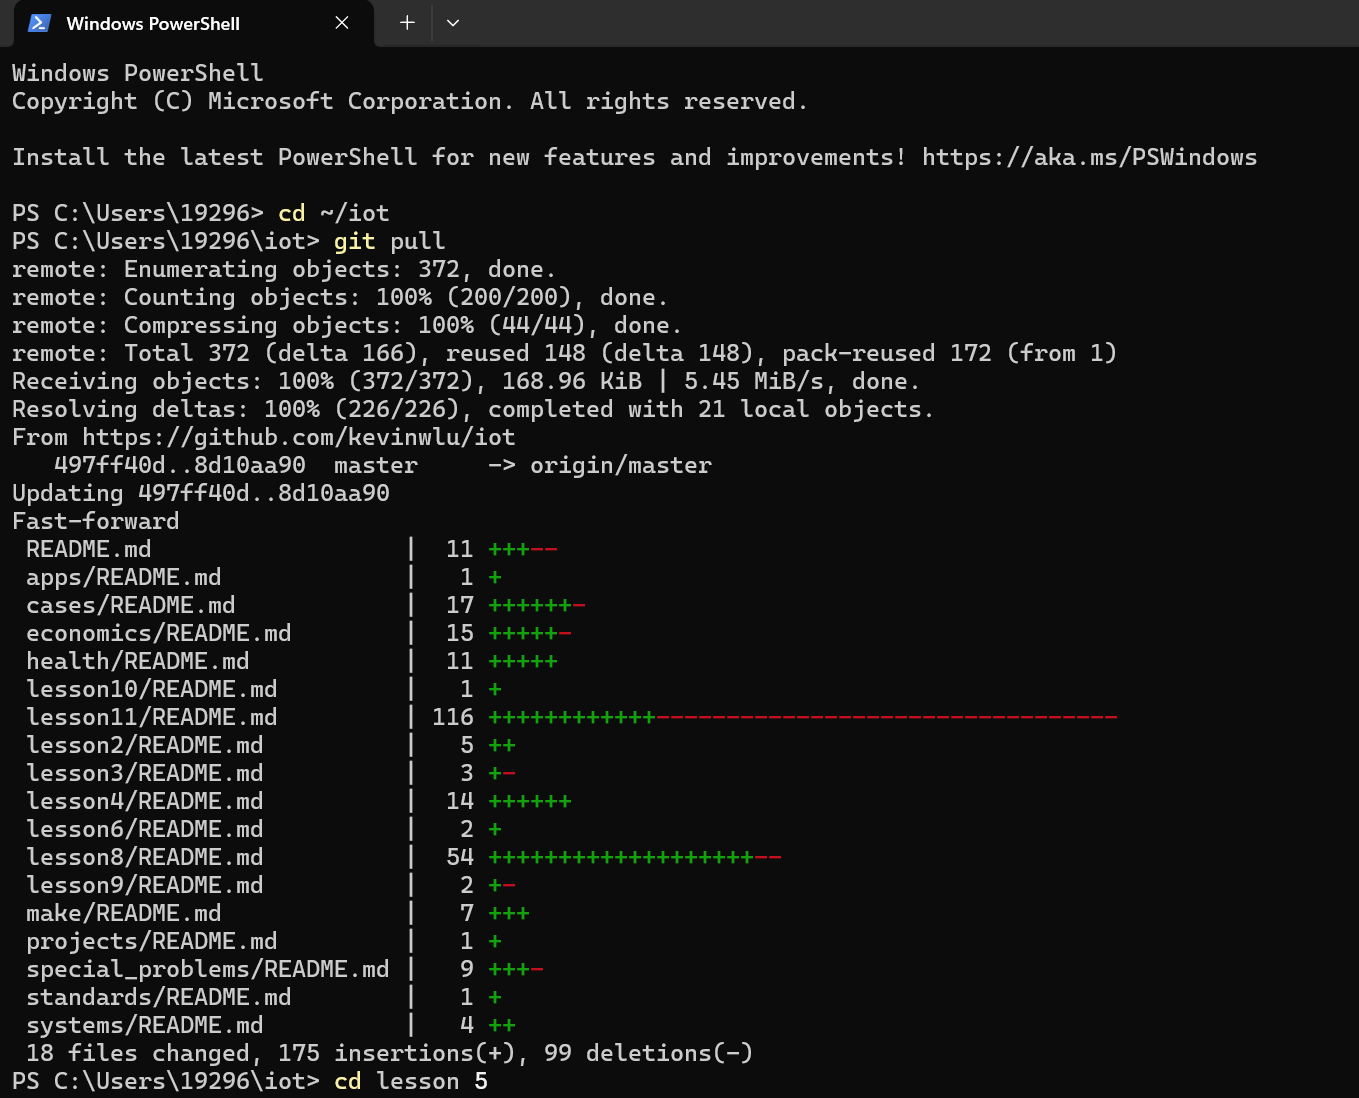 Windows PowerShell
Windows PowerShell
Copyright (C) Microsoft Corporation. All rights reserved.
Install the latest PowerShell for new features and improvements! https://aka.ms/PSWindows
PS C:\Users\19296> cd ~/iot
PS C:\Users\19296\iot> git pull
remote: Enumerating objects: 372, done.
remote: Counting objects: 100% (200/200), done.
remote: Compressing objects: 100% (44/44), done.
remote: Total 372 (delta 166), reused 148 (delta 148), pack-reused 172 (from 1)
Receiving objects: 100% (372/372), 168.96 KiB | 5.45 MiB/s, done.
Resolving deltas: 100% (226/226), completed with 21 local objects.
From https://github.com/kevinwlu/iot
   497ff40d..8d10aa90  master     -> origin/master
Updating 497ff40d..8d10aa90
Fast-forward
 README.md                  |  11 +++--
 apps/README.md             |   1 +
 cases/README.md            |  17 ++++++-
 economics/README.md        |  15 +++++-
 health/README.md           |  11 +++++
 lesson10/README.md         |   1 +
 lesson11/README.md         | 116 ++++++++++++---------------------------------
 lesson2/README.md          |   5 ++
 lesson3/README.md          |   3 +-
 lesson4/README.md          |  14 ++++++
 lesson6/README.md          |   2 +
 lesson8/README.md          |  54 +++++++++++++++++++--
 lesson9/README.md          |   2 +-
 make/README.md             |   7 +++
 projects/README.md         |   1 +
 special_problems/README.md |   9 +++-
 standards/README.md        |   1 +
 systems/README.md          |   4 ++
 18 files changed, 175 insertions(+), 99 deletions(-)
PS C:\Users\19296\iot> cd lesson 5